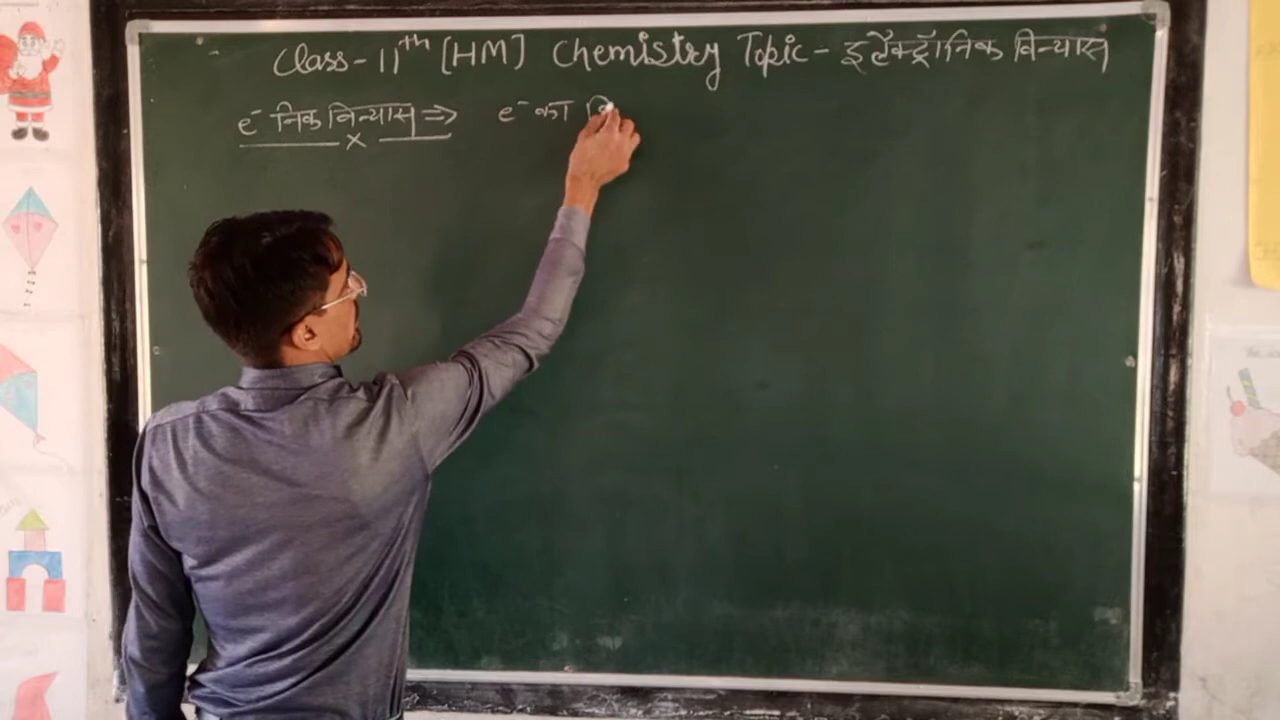 Class-11th [HM] Chemistry Topic - इलेक्ट्रॉनिक विन्यास
e⁻ निक विन्यास ⇒ e⁻ का